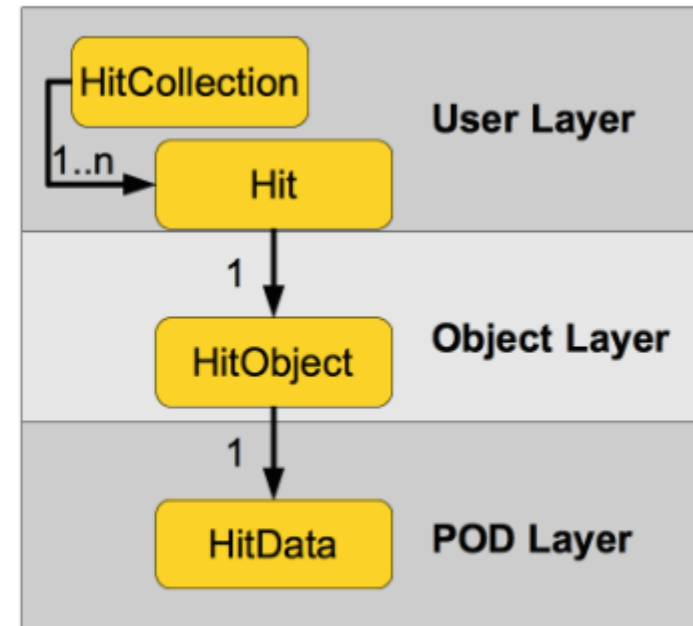 HitCollection
User Layer
1..n
Hit
1
HitObject
Object Layer
1
HitData
POD Layer